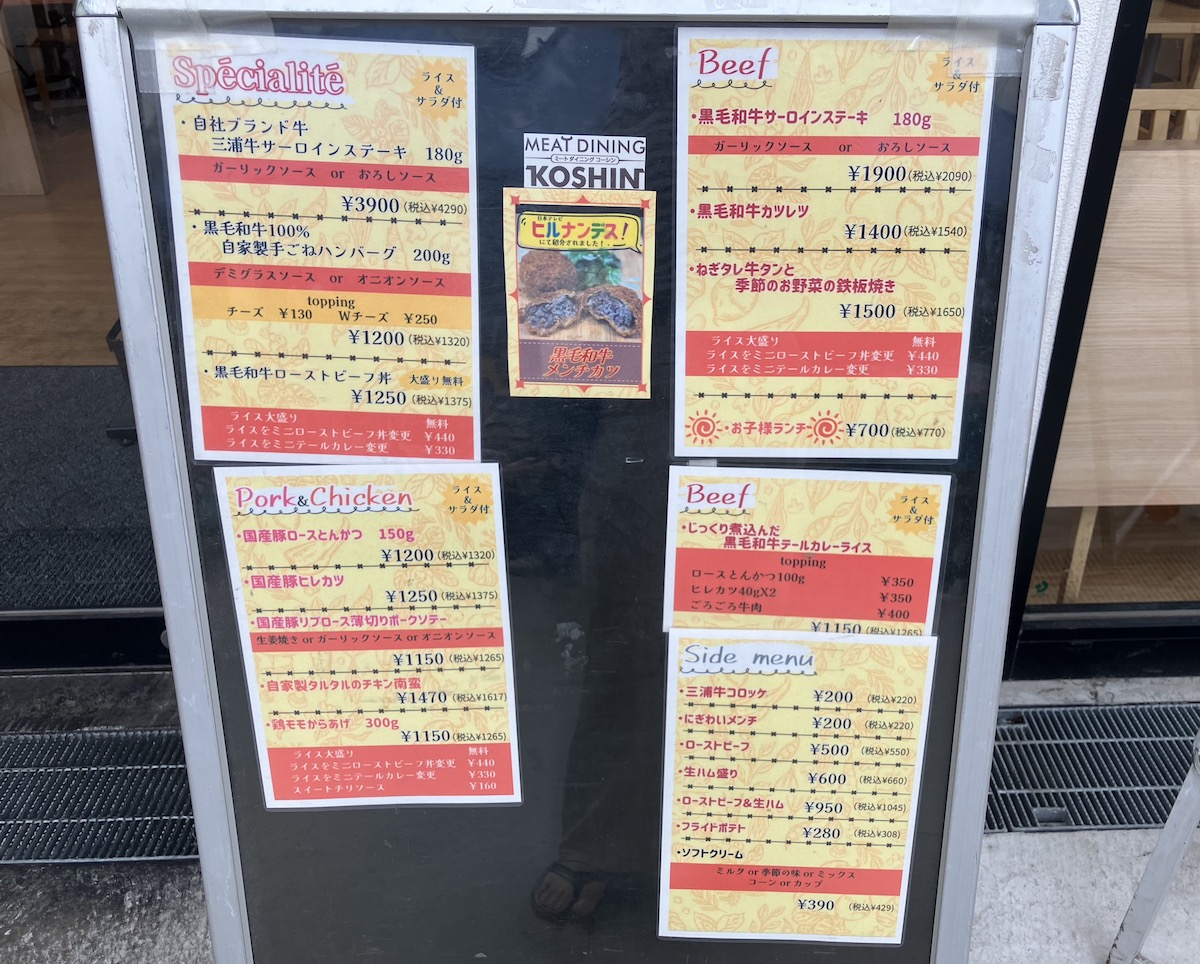 Spécialité
ライス
&
サラダ付
・自社ブランド牛
三浦牛サーロインステーキ 180g
ガーリックソース or おろしソース
¥3900(税込¥4290)
・黒毛和牛100%
自家製手ごねハンバーグ 200g
デミグラスソース or オニオンソース
topping
チーズ ¥130 Wチーズ ¥250
¥1200(税込¥1320)
・黒毛和牛ローストビーフ丼 大盛り無料
¥1250(税込¥1375)
ライス大盛り 無料
ライスをミニローストビーフ丼変更 ¥440
ライスをミニテールカレー変更 ¥330
MEAT DINING
ミートダイニング コーシン
KOSHIN
日本テレビ
ヒルナンデス!
にて紹介されました!
黒毛和牛
メンチカツ
Beef
ライス
&
サラダ付
・黒毛和牛サーロインステーキ 180g
ガーリックソース or おろしソース
¥1900(税込¥2090)
・黒毛和牛カツレツ
¥1400(税込¥1540)
・ねぎタレ牛タンと
季節のお野菜の鉄板焼き
¥1500(税込¥1650)
ライス大盛り 無料
ライスをミニローストビーフ丼変更 ¥440
ライスをミニテールカレー変更 ¥330
・お子様ランチ ¥700(税込¥770)
Pork&Chicken
ライス
&
サラダ付
・国産豚ロースとんかつ 150g
¥1200(税込¥1320)
・国産豚ヒレカツ
¥1250(税込¥1375)
・国産豚リブロース薄切りポークソテー
生姜焼き or ガーリックソース or オニオンソース
¥1150(税込¥1265)
・自家製タルタルのチキン南蛮
¥1470(税込¥1617)
・鶏モモからあげ 300g
¥1150(税込¥1265)
ライス大盛り 無料
ライスをミニローストビーフ丼変更 ¥440
ライスをミニテールカレー変更 ¥330
スイートチリソース ¥160
Beef
ライス
&
サラダ付
・じっくり煮込んだ
黒毛和牛テールカレーライス
topping
ロースとんかつ100g ¥350
ヒレカツ40gX2 ¥350
ごろごろ牛肉 ¥400
¥1150(税込¥1265)
Side menu
・三浦牛コロッケ ¥200 (税込¥220)
・にぎわいメンチ ¥200 (税込¥220)
・ローストビーフ ¥500 (税込¥550)
・生ハム盛り ¥600 (税込¥660)
・ローストビーフ&生ハム ¥950 (税込¥1045)
・フライドポテト ¥280 (税込¥308)
・ソフトクリーム
ミルク or 季節の味 or ミックス
コーン or カップ
¥390 (税込¥429)